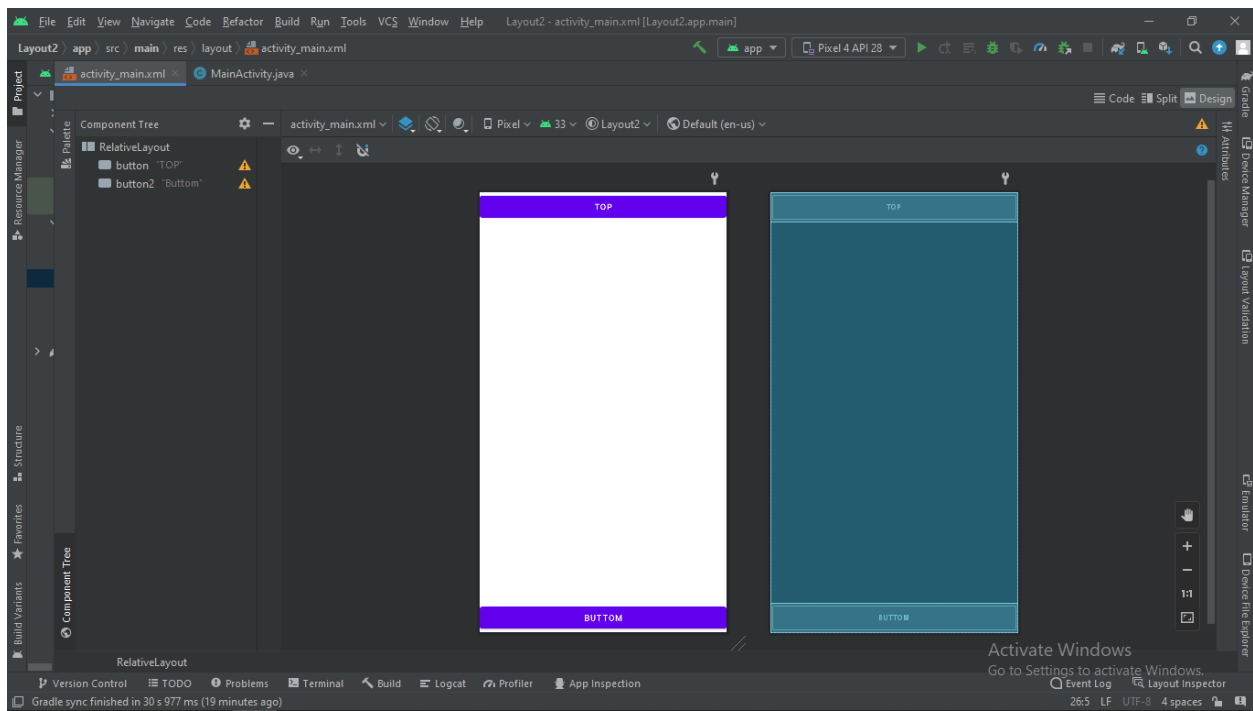 File Edit View Navigate Code Refactor Build Run Tools VCS Window Help Layout2 - activity_main.xml [Layout2.app.main]
Layout2 app src main res layout activity_main.xml
app Pixel 4 API 28
activity_main.xml MainActivity.java
Code Split Design
Component Tree
activity_main.xml Pixel 33 Layout2 Default (en-us)
RelativeLayout
button "TOP"
button2 "Buttom"
Project
Resource Manager
Structure
Favorites
Build Variants
Palette
Component Tree
TOP
BUTTOM
TOP
BUTTOM
1:1
Gradle
Attributes
Device Manager
Layout Validation
Emulator
Device File Explorer
Activate Windows
Go to Settings to activate Windows.
RelativeLayout
Version Control TODO Problems Terminal Build Logcat Profiler App Inspection Event Log Layout Inspector
Gradle sync finished in 30 s 977 ms (19 minutes ago) 26:5 LF UTF-8 4 spaces